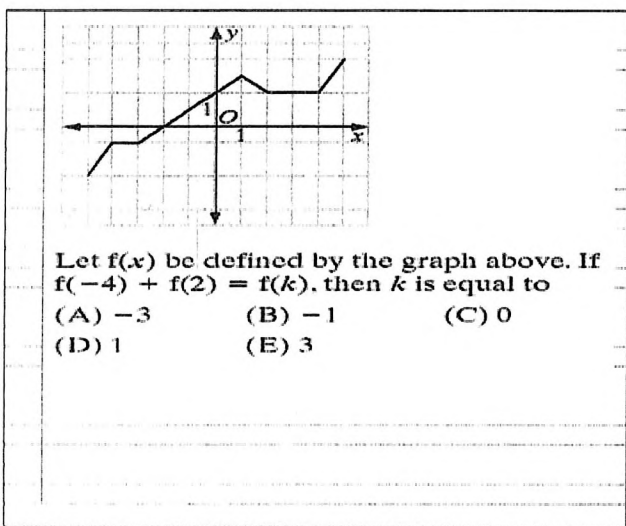 y
1 O
1 x
Let f(x) be defined by the graph above. If
f(−4) + f(2) = f(k), then k is equal to
(A) −3 (B) −1 (C) 0
(D) 1 (E) 3